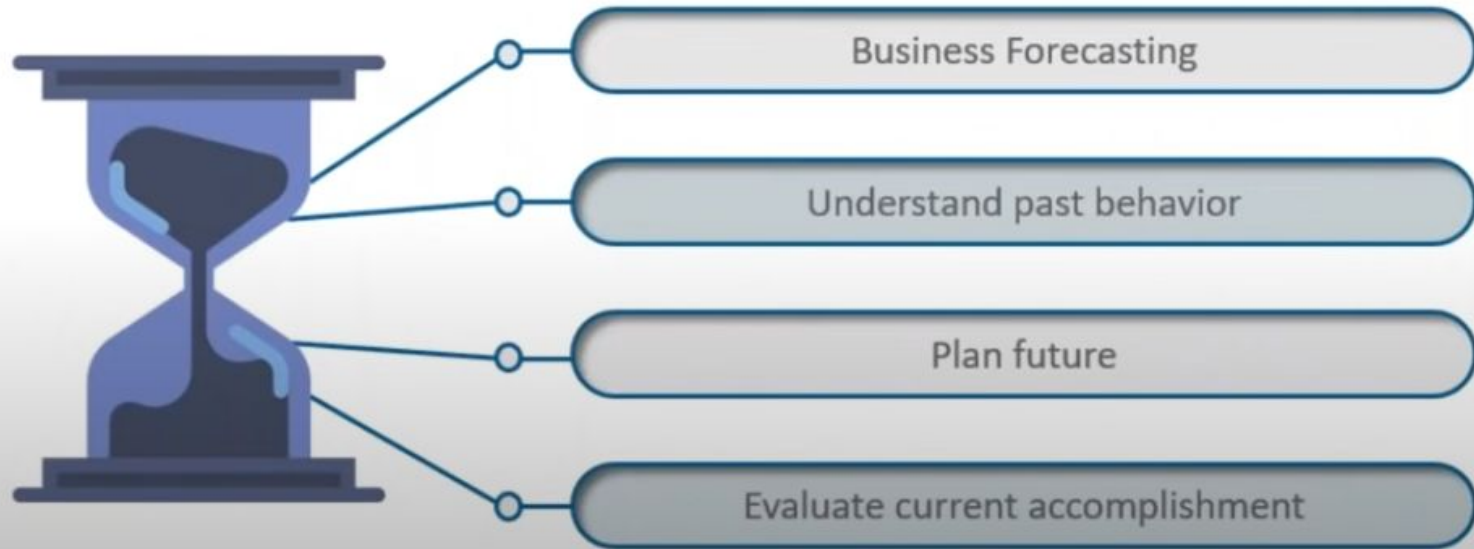 Business Forecasting
Understand past behavior
Plan future
Evaluate current accomplishment